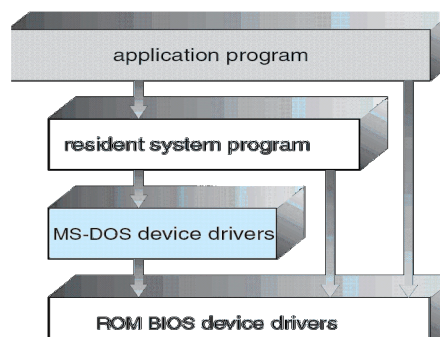 application program
resident system program
MS-DOS device drivers
ROM BIOS device drivers